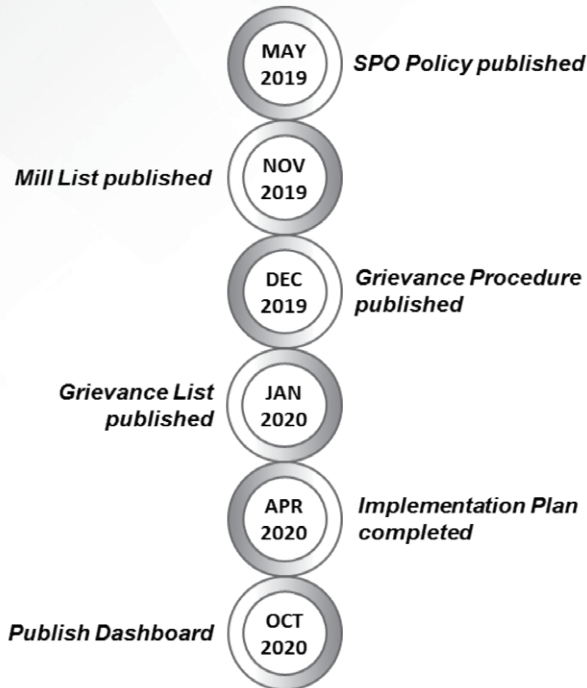 MAY
2019
SPO Policy published
Mill List published
NOV
2019
DEC
2019
Grievance Procedure
published
Grievance List
published
JAN
2020
APR
2020
Implementation Plan
completed
Publish Dashboard
OCT
2020